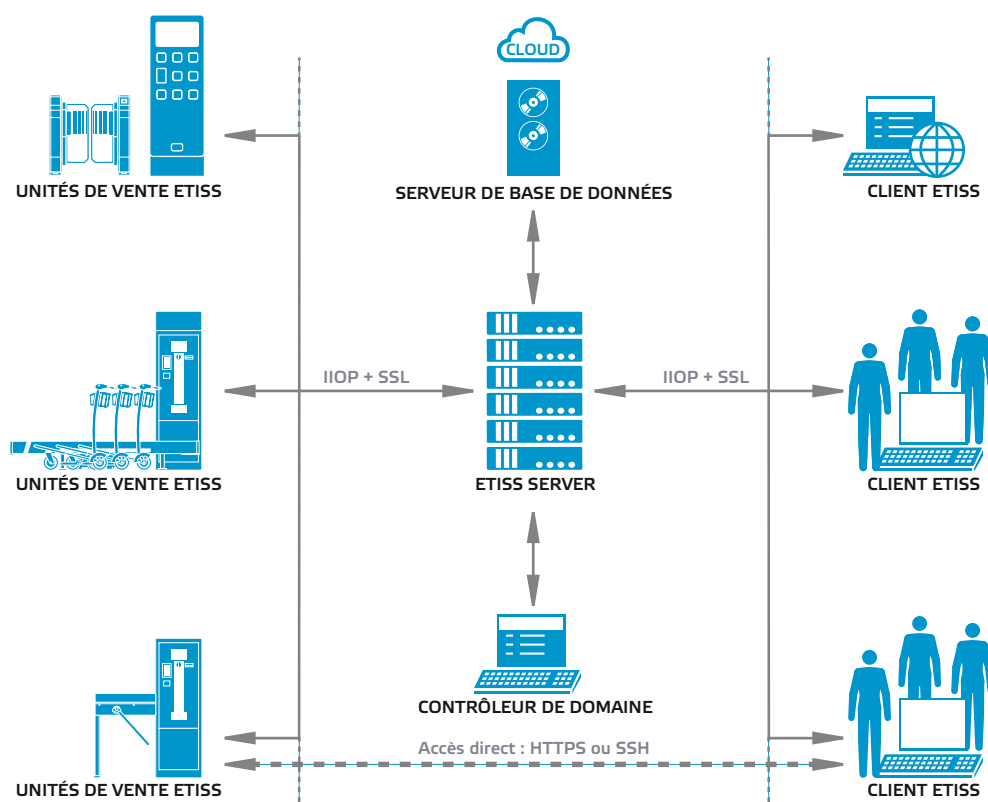 CLOUD
UNITÉS DE VENTE ETISS
SERVEUR DE BASE DE DONNÉES
CLIENT ETISS
IIOP + SSL
IIOP + SSL
UNITÉS DE VENTE ETISS
ETISS SERVER
CLIENT ETISS
CONTRÔLEUR DE DOMAINE
Accès direct : HTTPS ou SSH
UNITÉS DE VENTE ETISS
CLIENT ETISS